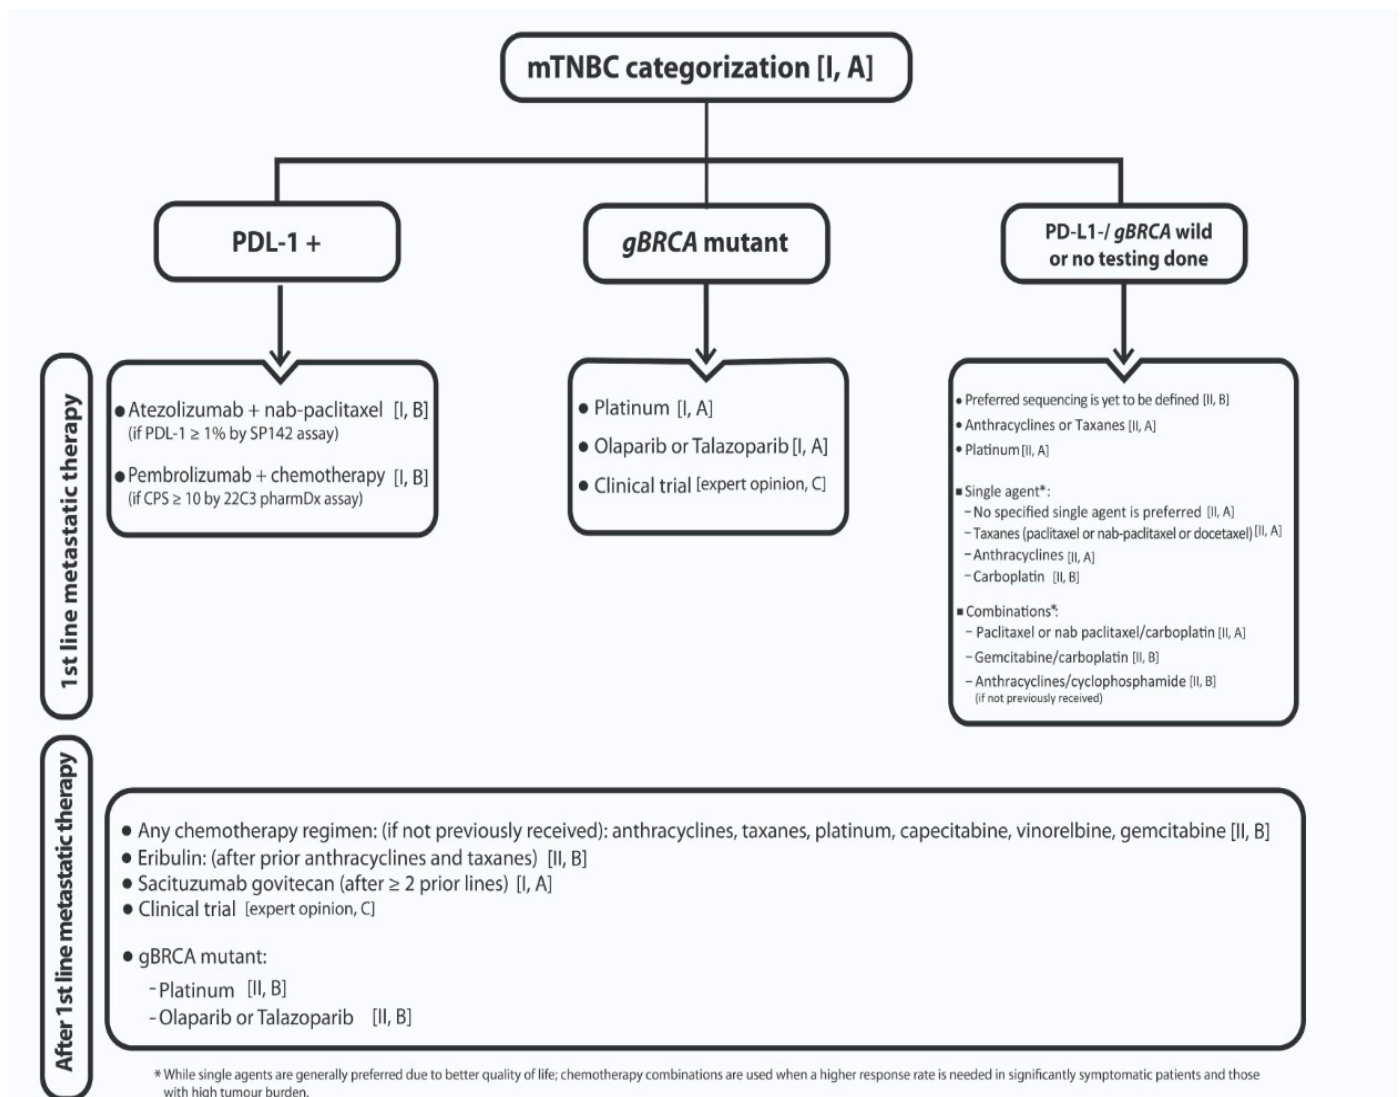 mTNBC categorization [I, A]
PDL-1 +
gBRCA mutant
PD-L1-/ gBRCA wild
or no testing done
1st line metastatic therapy
● Atezolizumab + nab-paclitaxel [I, B]
(if PDL-1 ≥ 1% by SP142 assay)
● Pembrolizumab + chemotherapy [I, B]
(if CPS ≥ 10 by 22C3 pharmDx assay)
● Platinum [I, A]
● Olaparib or Talazoparib [I, A]
● Clinical trial [expert opinion, C]
• Preferred sequencing is yet to be defined [II, B]
• Anthracyclines or Taxanes [II, A]
• Platinum [II, A]
■ Single agent*:
– No specified single agent is preferred [II, A]
– Taxanes (paclitaxel or nab-paclitaxel or docetaxel) [II, A]
– Anthracyclines [II, A]
– Carboplatin [II, B]
■ Combinations*:
– Paclitaxel or nab paclitaxel/carboplatin [II, A]
– Gemcitabine/carboplatin [II, B]
– Anthracyclines/cyclophosphamide [II, B]
(if not previously received)
After 1st line metastatic therapy
● Any chemotherapy regimen: (if not previously received): anthracyclines, taxanes, platinum, capecitabine, vinorelbine, gemcitabine [II, B]
● Eribulin: (after prior anthracyclines and taxanes) [II, B]
● Sacituzumab govitecan (after ≥ 2 prior lines) [I, A]
● Clinical trial [expert opinion, C]
● gBRCA mutant:
- Platinum [II, B]
- Olaparib or Talazoparib [II, B]
* While single agents are generally preferred due to better quality of life; chemotherapy combinations are used when a higher response rate is needed in significantly symptomatic patients and those
with high tumour burden.